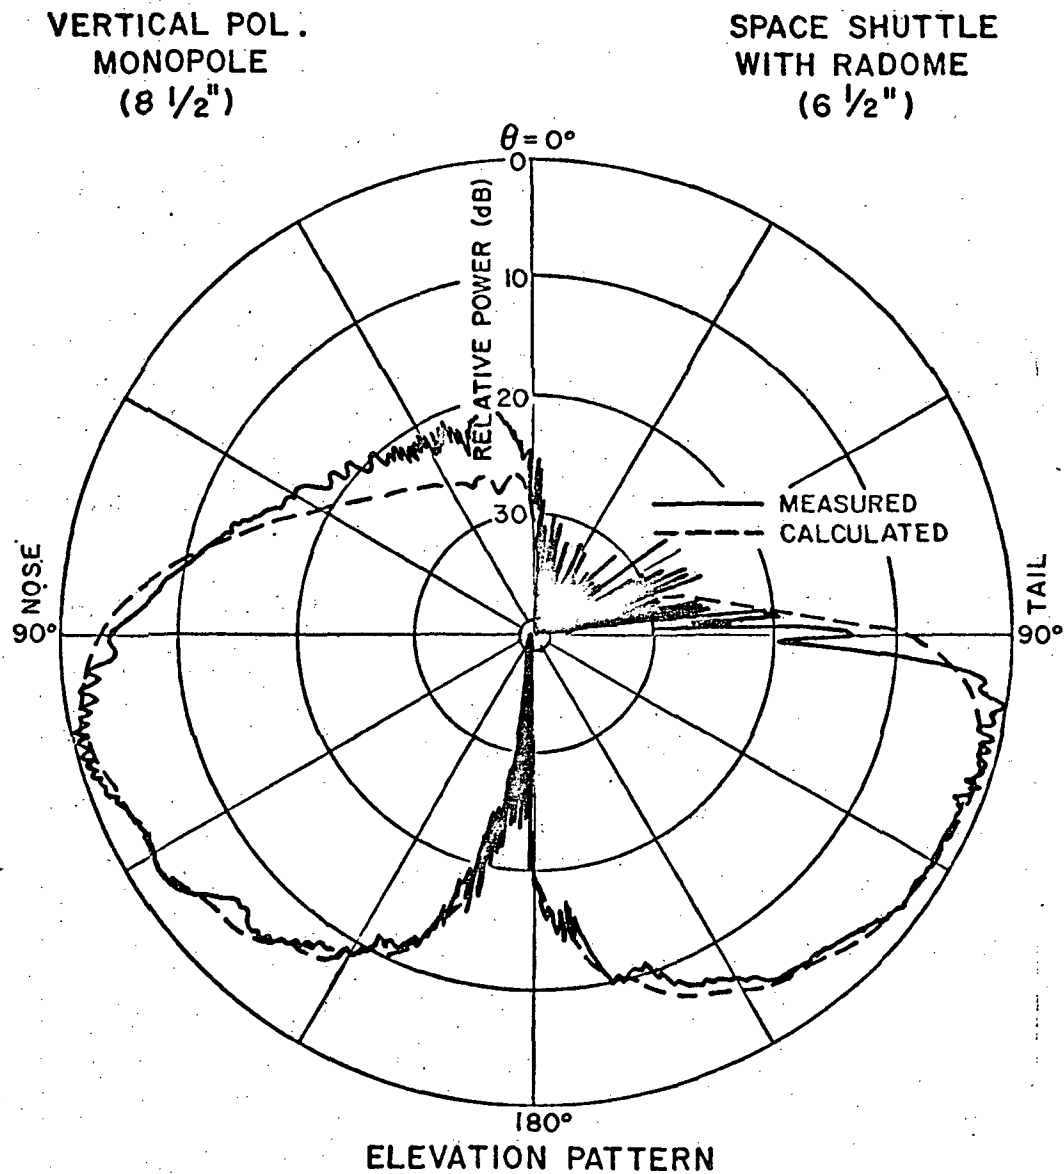 VERTICAL POL.
MONOPOLE
(8 1/2")
SPACE SHUTTLE
WITH RADOME
(6 1/2")
θ = 0°
0
RELATIVE POWER (dB)
10
20
30
MEASURED
CALCULATED
NOSE
90°
TAIL
90°
180°
ELEVATION PATTERN